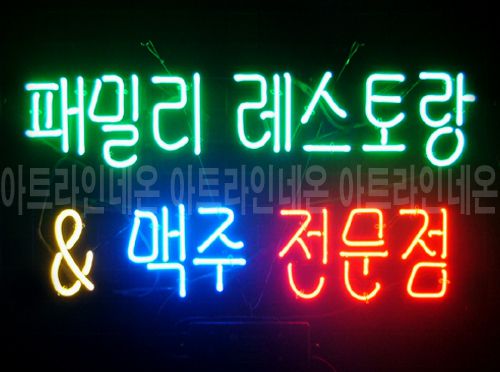 패밀리 레스토랑
아트라인네온 아트라인네온 아트라인네온
& 맥주 전문점